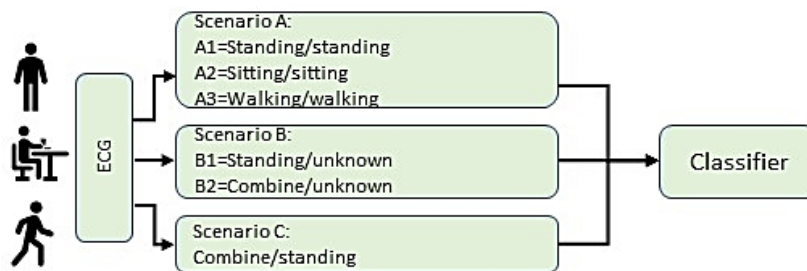 ECG
Scenario A:
A1=Standing/standing
A2=Sitting/sitting
A3=Walking/walking
Scenario B:
B1=Standing/unknown
B2=Combine/unknown
Scenario C:
Combine/standing
Classifier